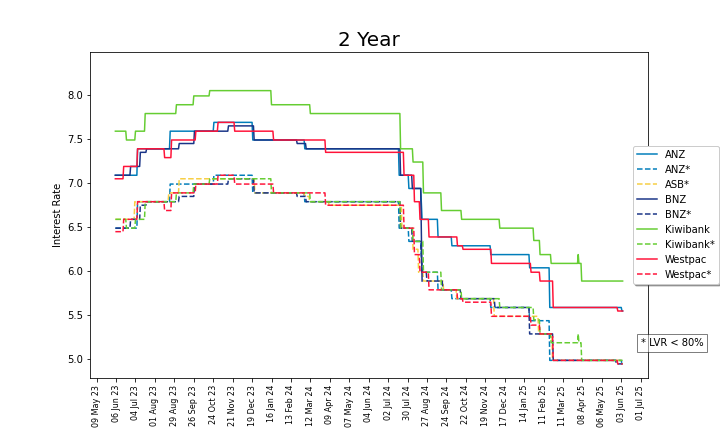 2 Year
Interest Rate
8.0
7.5
7.0
6.5
6.0
5.5
5.0
09 May 23
06 Jun 23
04 Jul 23
01 Aug 23
29 Aug 23
26 Sep 23
24 Oct 23
21 Nov 23
19 Dec 23
16 Jan 24
13 Feb 24
12 Mar 24
09 Apr 24
07 May 24
04 Jun 24
02 Jul 24
30 Jul 24
27 Aug 24
24 Sep 24
22 Oct 24
19 Nov 24
17 Dec 24
14 Jan 25
11 Feb 25
11 Mar 25
08 Apr 25
06 May 25
03 Jun 25
01 Jul 25
ANZ
ANZ*
ASB*
BNZ
BNZ*
Kiwibank
Kiwibank*
Westpac
Westpac*
* LVR < 80%